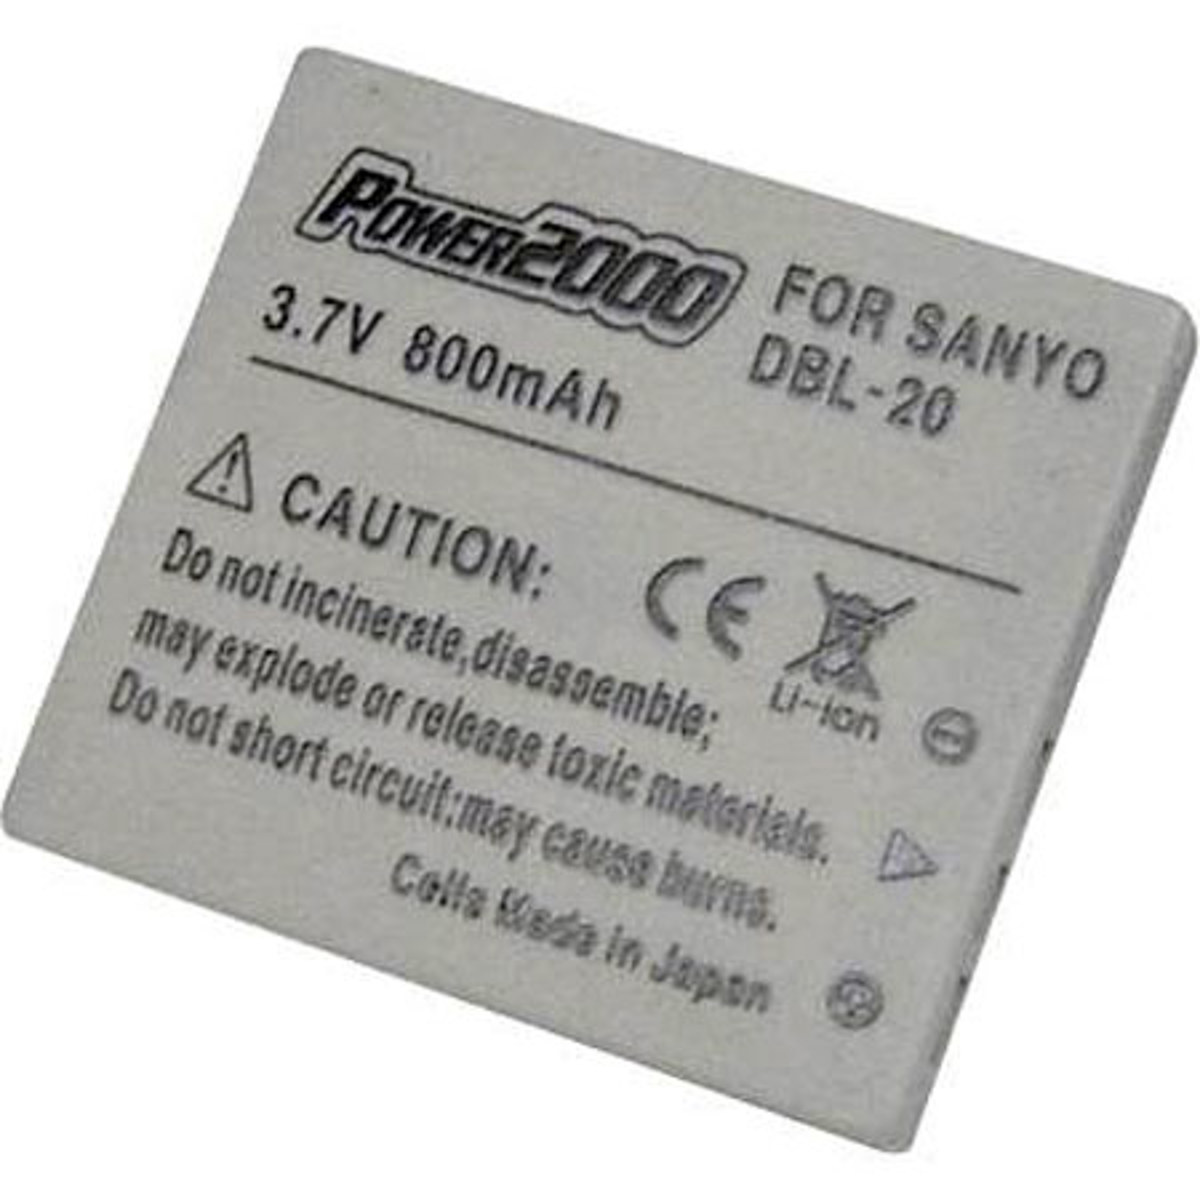 POWER2000
FOR SANYO
3.7V 800mAh
DBL-20
CAUTION:
Do not incinerate,disassemble;
may explode or release toxic materials.
Do not short circuit;may cause burns.
Cells Made in Japan
CE
Li-ion